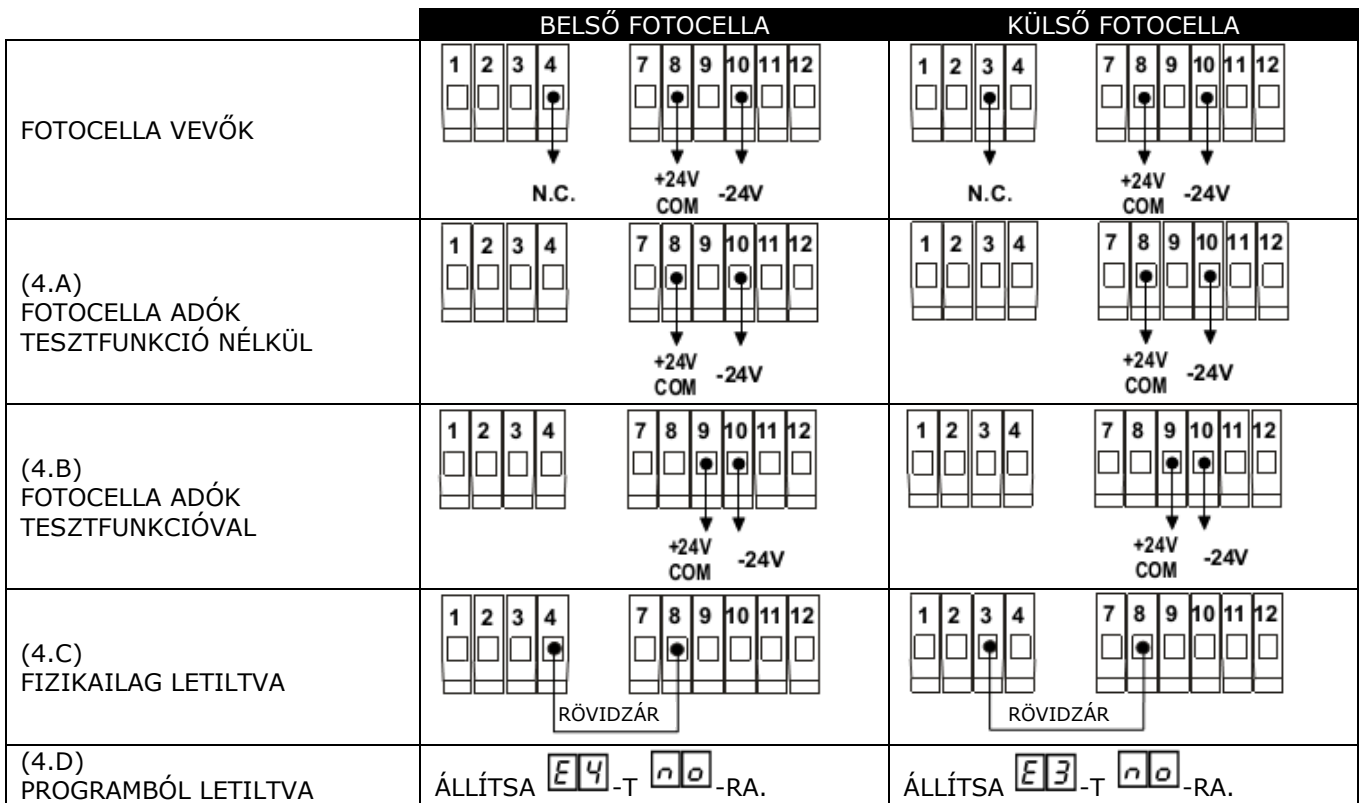 BELSŐ FOTOCELLA KÜLSŐ FOTOCELLA
FOTOCELLA VEVŐK
1 2 3 4 7 8 9 10 11 12
N.C. +24V COM -24V
1 2 3 4 7 8 9 10 11 12
N.C. +24V COM -24V
(4.A)
FOTOCELLA ADÓK
TESZTFUNKCIÓ NÉLKÜL
1 2 3 4 7 8 9 10 11 12
+24V COM -24V
1 2 3 4 7 8 9 10 11 12
+24V COM -24V
(4.B)
FOTOCELLA ADÓK
TESZTFUNKCIÓVAL
1 2 3 4 7 8 9 10 11 12
+24V COM -24V
1 2 3 4 7 8 9 10 11 12
+24V COM -24V
(4.C)
FIZIKAILAG LETILTVA
1 2 3 4 7 8 9 10 11 12
RÖVIDZÁR
1 2 3 4 7 8 9 10 11 12
RÖVIDZÁR
(4.D)
PROGRAMBÓL LETILTVA
ÁLLÍTSA E4-T no-RA.
ÁLLÍTSA E3-T no-RA.